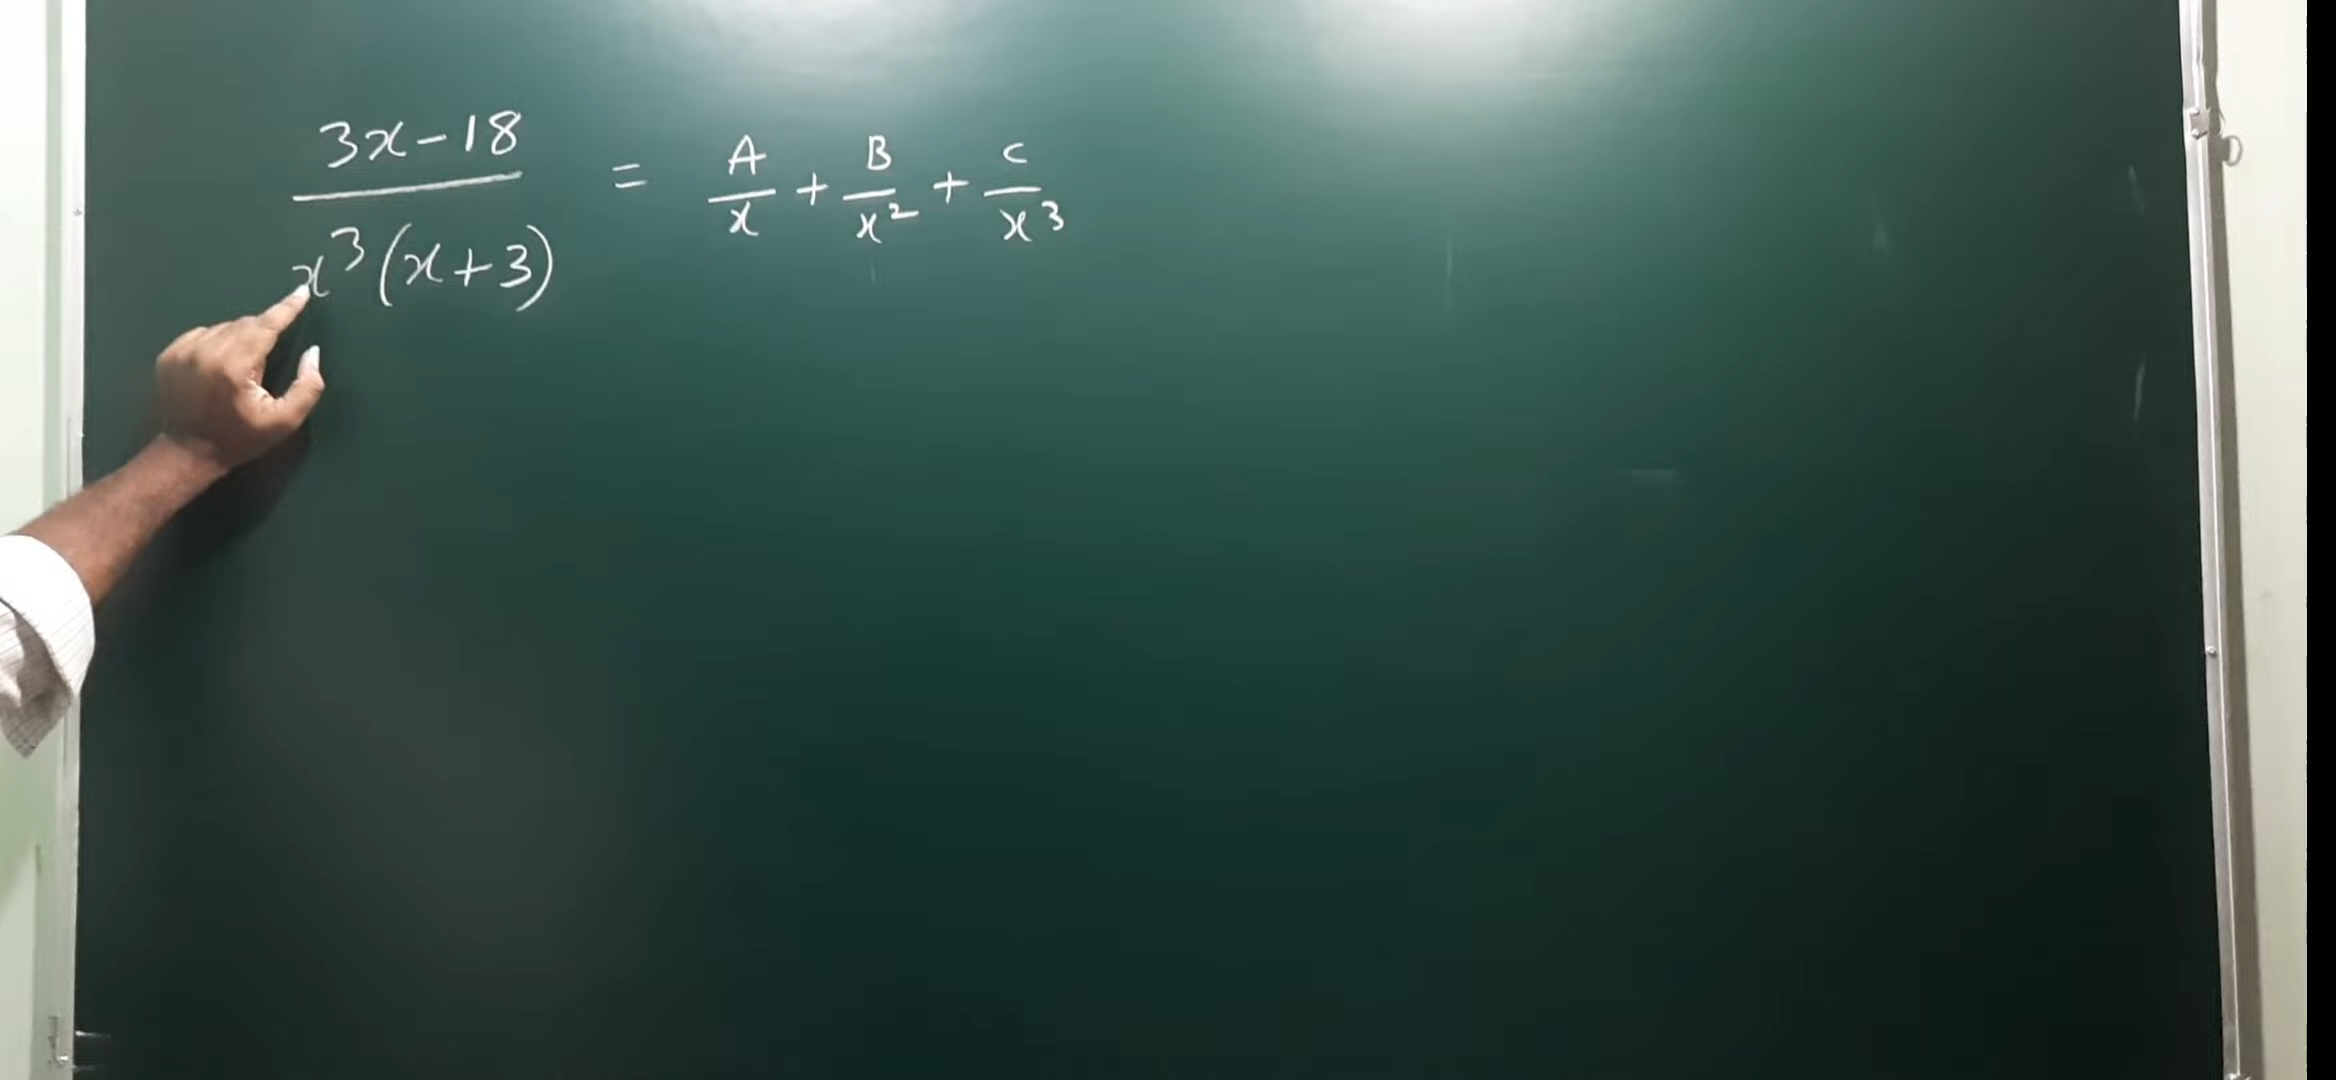 3x-18/x³(x+3) = A/x + B/x² + C/x³